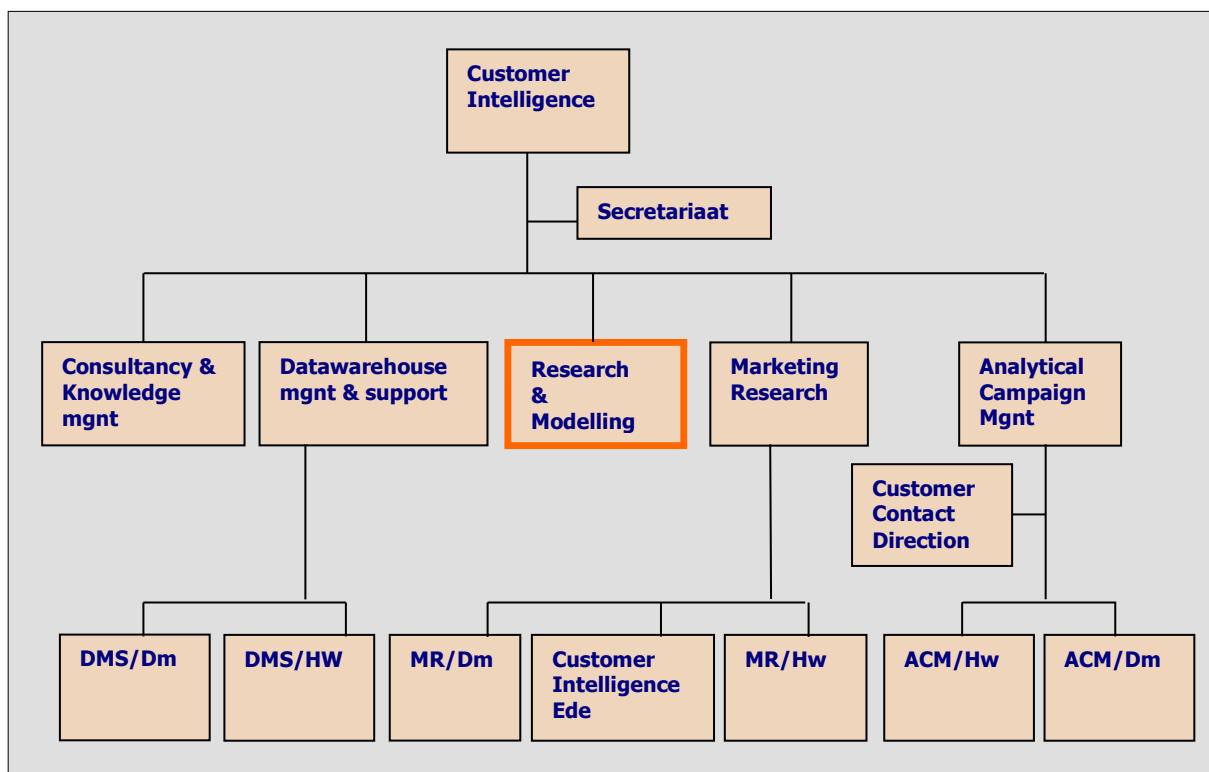 Customer
Intelligence
Secretariaat
Consultancy &
Knowledge
mgnt
Datawarehouse
mgnt & support
Research
&
Modelling
Marketing
Research
Analytical
Campaign
Mgnt
Customer
Contact
Direction
DMS/Dm
DMS/HW
MR/Dm
Customer
Intelligence
Ede
MR/Hw
ACM/Hw
ACM/Dm